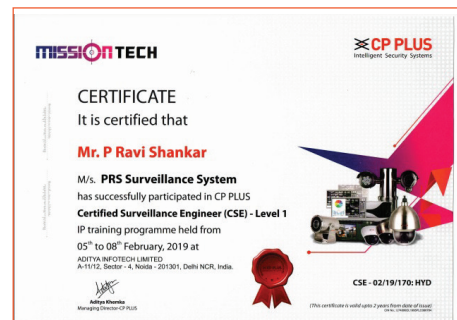 MISSION TECH
CP PLUS
Intelligent Security Systems
CERTIFICATE
It is certified that
Mr. P Ravi Shankar
M/s. PRS Surveillance System
has successfully participated in CP PLUS
Certified Surveillance Engineer (CSE) - Level 1
IP training programme held from
05th to 08th February, 2019 at
ADITYA INFOTECH LIMITED
A-11/12, Sector - 4, Noida - 201301, Delhi NCR, India.
Aditya Khemka
Managing Director-CP PLUS
CSE - 02/19/170: HYD
(This certificate is valid upto 2 years from date of issue)